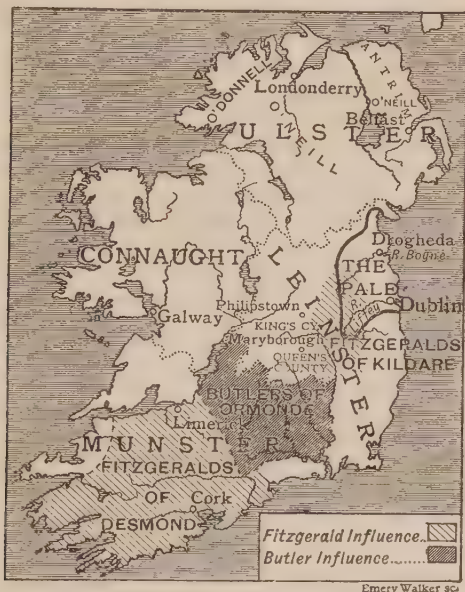 O'DONNELL
Londonderry
ANTRIM
O'NEILL
Belfast
ULSTER
NEILL
CONNAUGHT
LEINSTER
Drogheda
R. Boyne
THE
PALE
R. Liffey
Dublin
Philipstown
Galway
KING'S CY.
Maryborough
FITZGERALDS
OF KILDARE
QUEEN'S
COUNTY
BUTLERS OF
ORMONDE
Limerick
MUNSTER
FITZGERALDS
OF
Cork
DESMOND
Fitzgerald Influence
Butler Influence
Emery Walker sc.